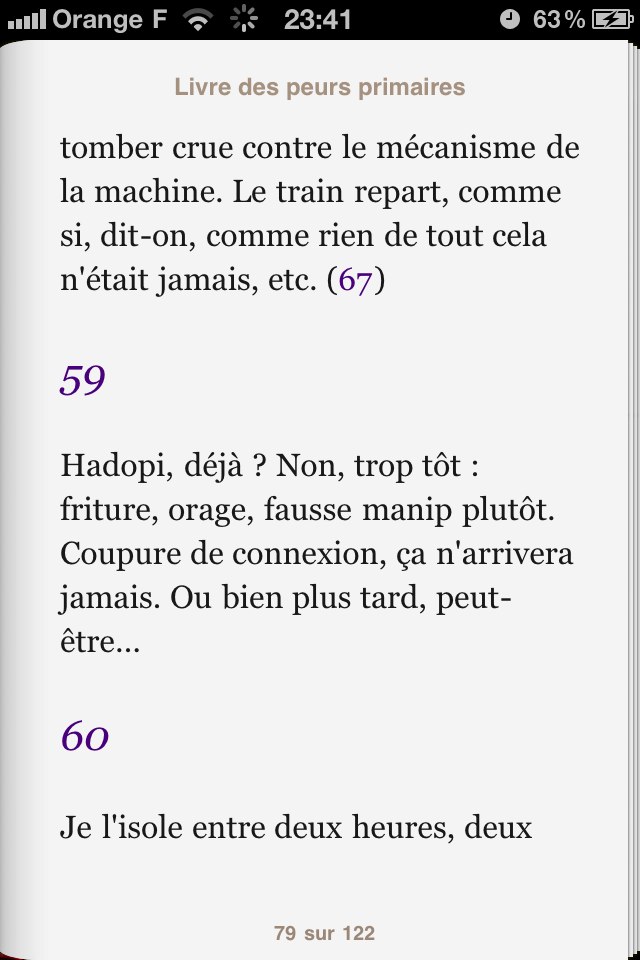 Orange F 23:41 63%
Livre des peurs primaires
tomber crue contre le mécanisme de
la machine. Le train repart, comme
si, dit-on, comme rien de tout cela
n'était jamais, etc. (67)
59
Hadopi, déjà ? Non, trop tôt :
friture, orage, fausse manip plutôt.
Coupure de connexion, ça n'arrivera
jamais. Ou bien plus tard, peut-
être...
60
Je l'isole entre deux heures, deux
79 sur 122